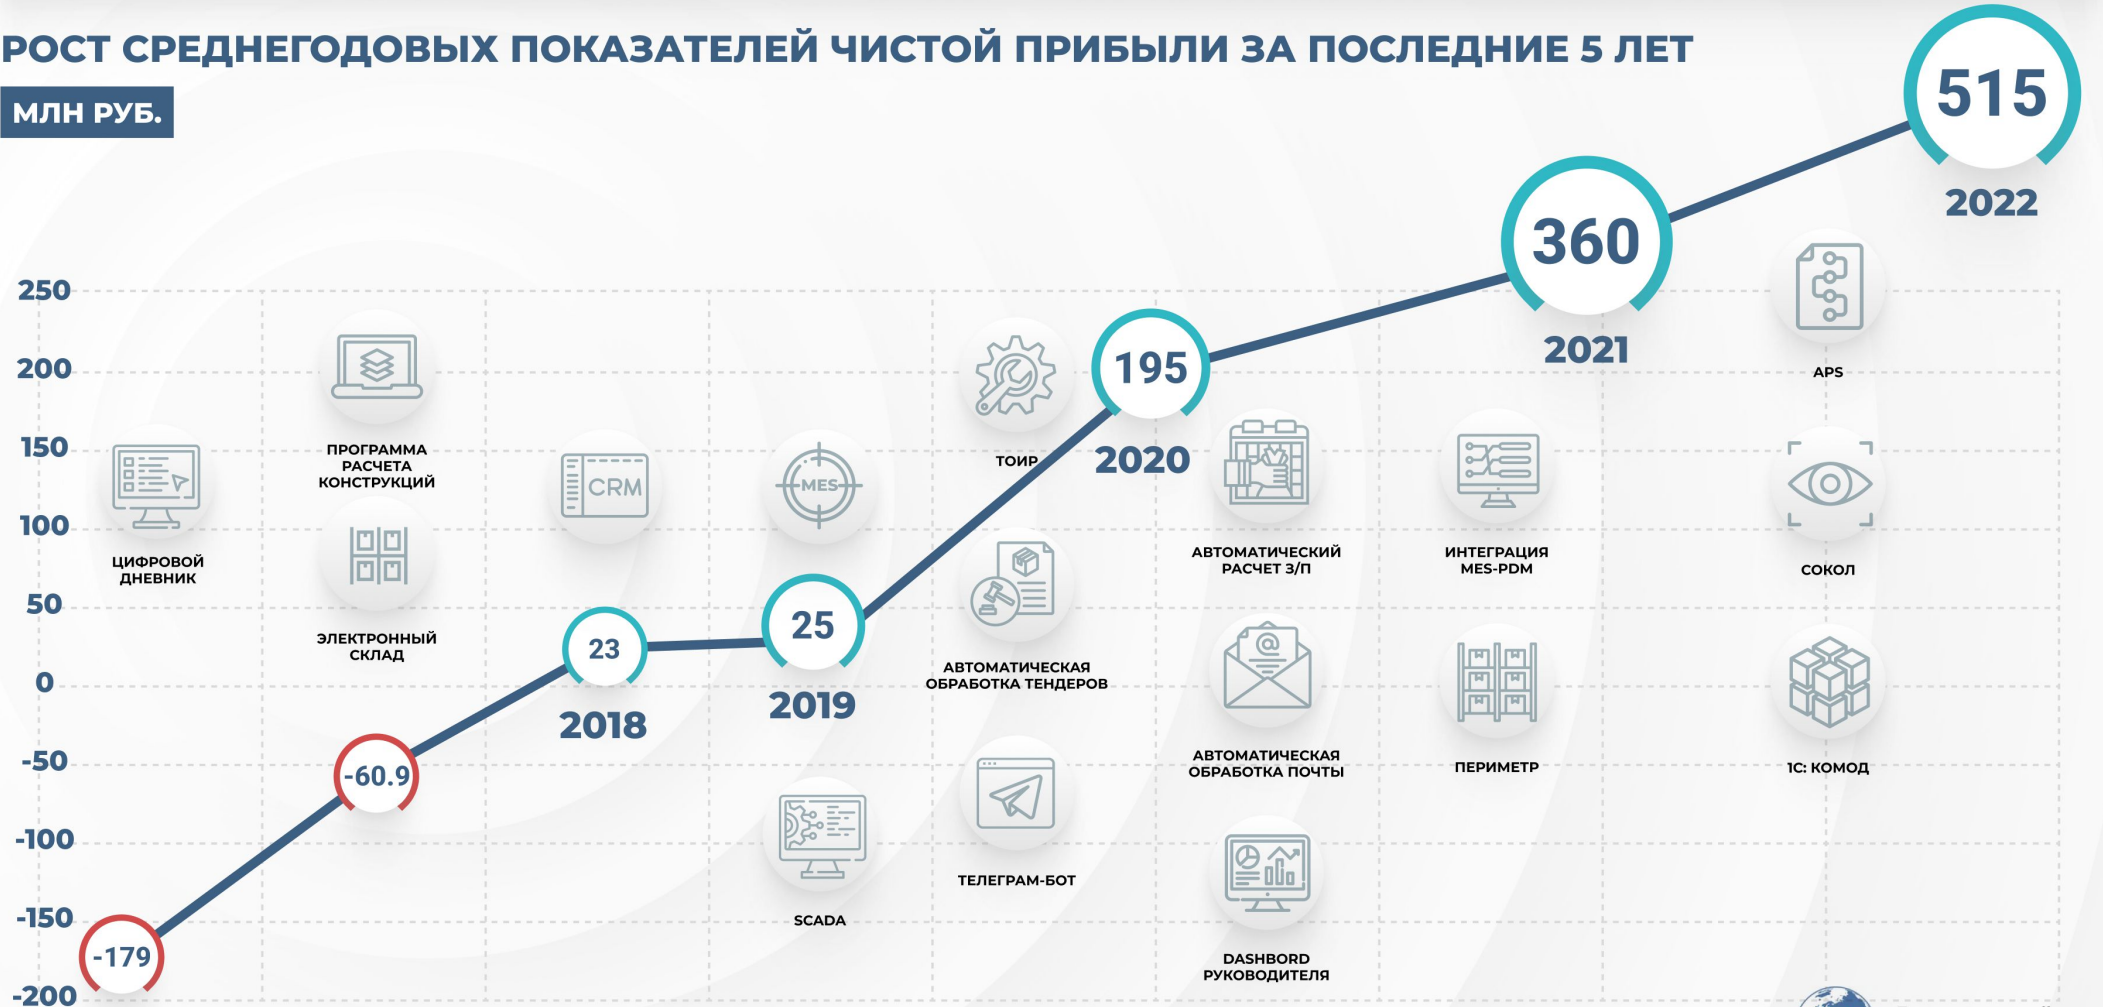 РОСТ СРЕДНЕГОДОВЫХ ПОКАЗАТЕЛЕЙ ЧИСТОЙ ПРИБЫЛИ ЗА ПОСЛЕДНИЕ 5 ЛЕТ
МЛН РУБ.
515
2022
360
2021
250
200
150
100
50
0
-50
-100
-150
-200
195
2020
25
2019
23
2018
-60.9
-179
ЦИФРОВОЙ
ДНЕВНИК
ПРОГРАММА
РАСЧЕТА
КОНСТРУКЦИЙ
ЭЛЕКТРОННЫЙ
СКЛАД
CRM
MES
SCADA
ТОИР
АВТОМАТИЧЕСКАЯ
ОБРАБОТКА ТЕНДЕРОВ
ТЕЛЕГРАМ-БОТ
АВТОМАТИЧЕСКИЙ
РАСЧЕТ З/П
@
АВТОМАТИЧЕСКАЯ
ОБРАБОТКА ПОЧТЫ
DASHBORD
РУКОВОДИТЕЛЯ
ИНТЕГРАЦИЯ
MES-PDM
ПЕРИМЕТР
APS
СОКОЛ
1С: КОМОД